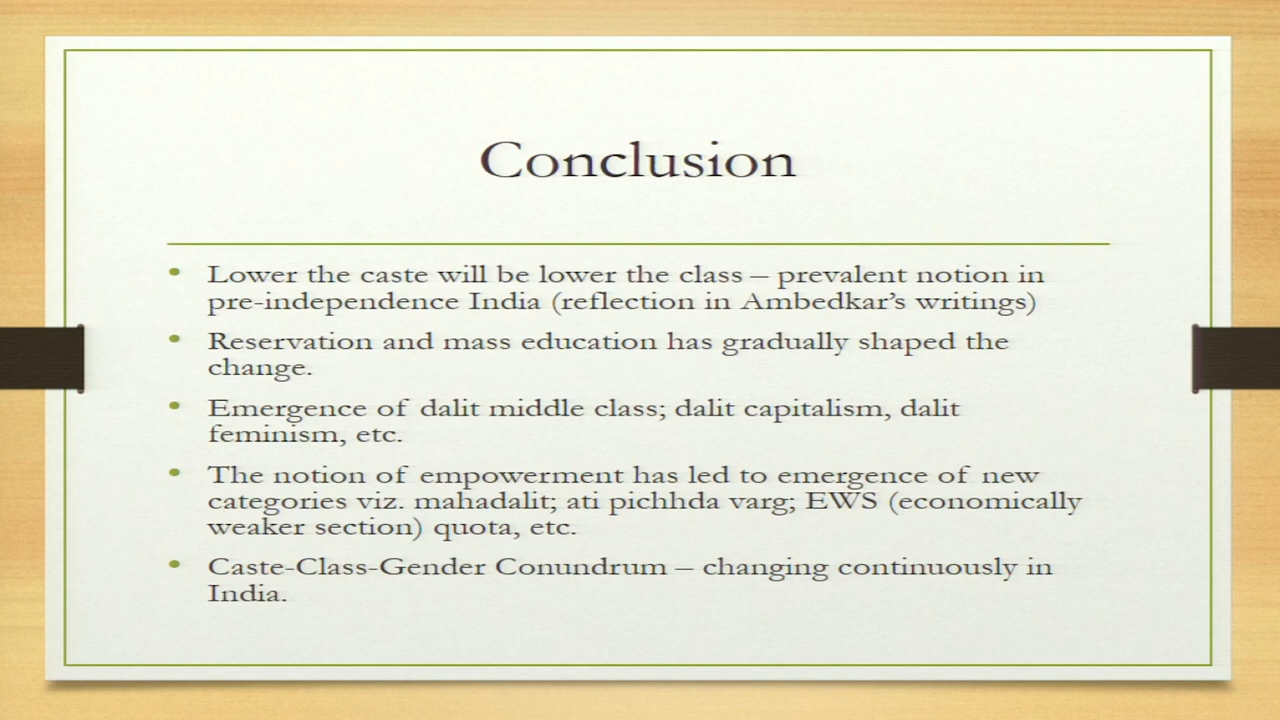 Conclusion
• Lower the caste will be lower the class – prevalent notion in
pre-independence India (reflection in Ambedkar’s writings)
• Reservation and mass education has gradually shaped the
change.
• Emergence of dalit middle class; dalit capitalism, dalit
feminism, etc.
• The notion of empowerment has led to emergence of new
categories viz. mahadalit; ati pichhda varg; EWS (economically
weaker section) quota, etc.
• Caste-Class-Gender Conundrum – changing continuously in
India.